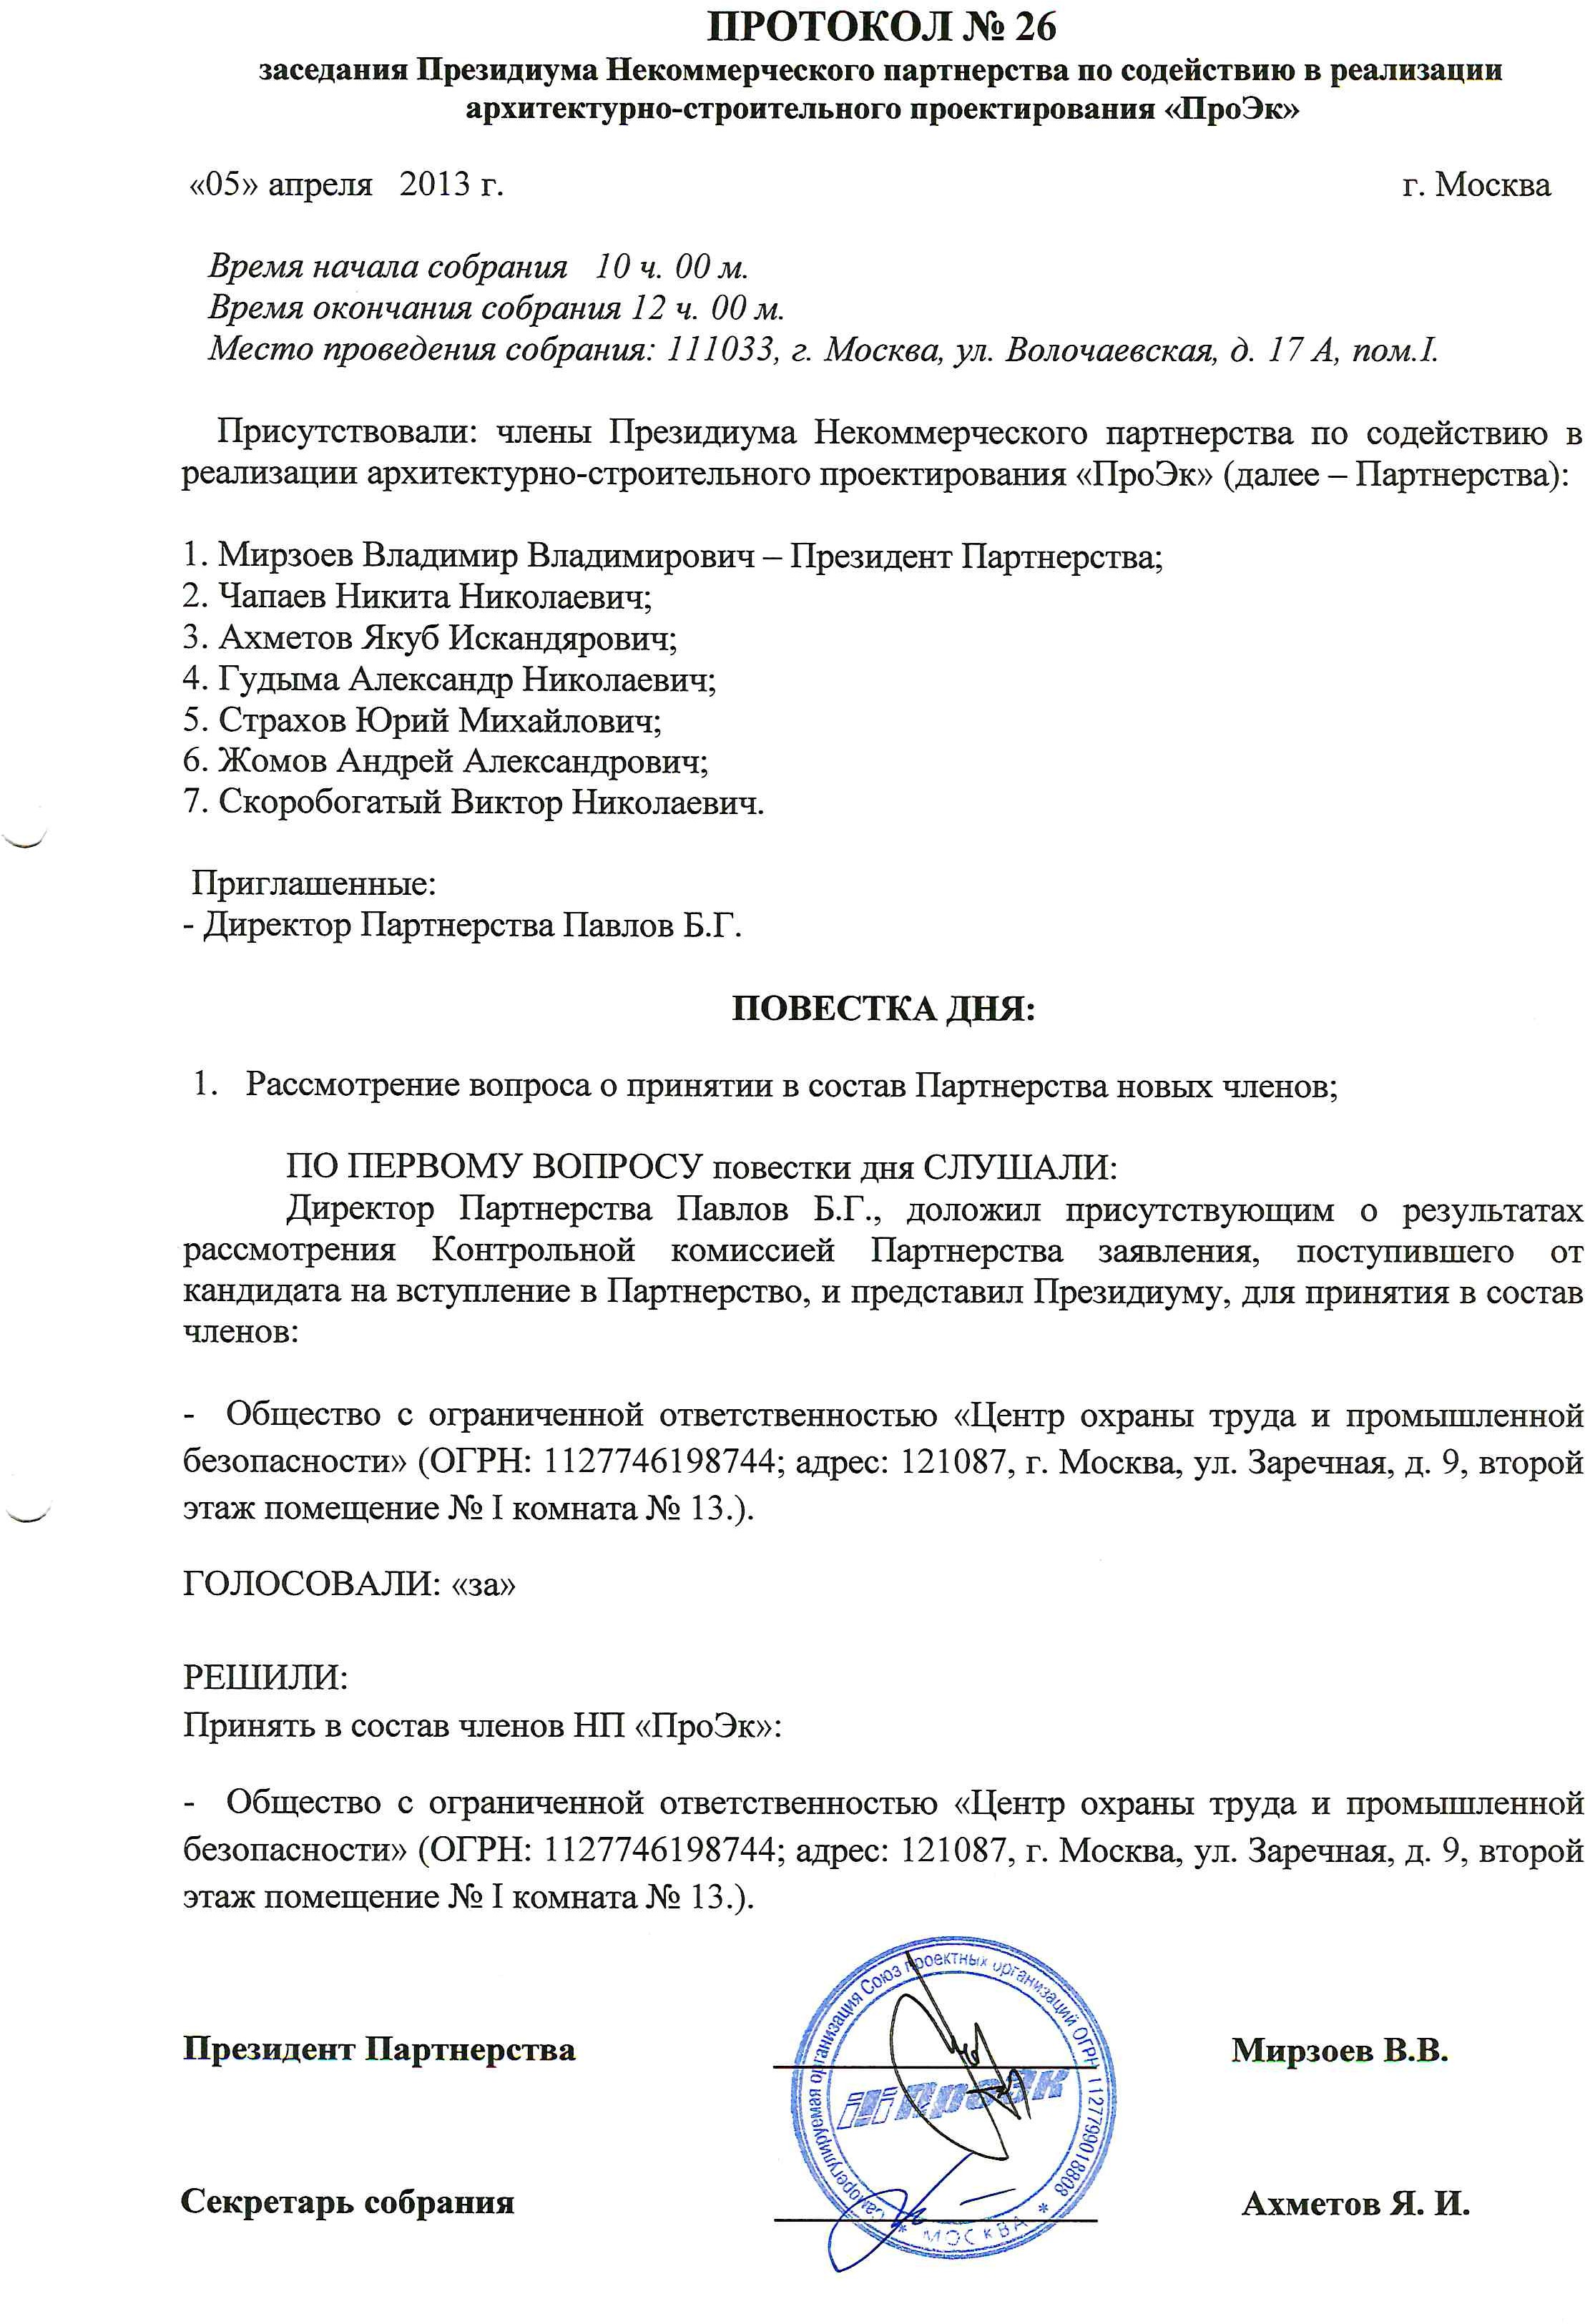 ПРОТОКОЛ № 26
заседания Президиума Некоммерческого партнерства по содействию в реализации
архитектурно-строительного проектирования «ПроЭк»
«05» апреля 2013 г. г. Москва
Время начала собрания 10 ч. 00 м.
Время окончания собрания 12 ч. 00 м.
Место проведения собрания: 111033, г. Москва, ул. Волочаевская, д. 17 А, пом.I.
Присутствовали: члены Президиума Некоммерческого партнерства по содействию в
реализации архитектурно-строительного проектирования «ПроЭк» (далее – Партнерства):
1. Мирзоев Владимир Владимирович – Президент Партнерства;
2. Чапаев Никита Николаевич;
3. Ахметов Якуб Искандярович;
4. Гудыма Александр Николаевич;
5. Страхов Юрий Михайлович;
6. Жомов Андрей Александрович;
7. Скоробогатый Виктор Николаевич.
Приглашенные:
- Директор Партнерства Павлов Б.Г.
ПОВЕСТКА ДНЯ:
1. Рассмотрение вопроса о принятии в состав Партнерства новых членов;
ПО ПЕРВОМУ ВОПРОСУ повестки дня СЛУШАЛИ:
Директор Партнерства Павлов Б.Г., доложил присутствующим о результатах
рассмотрения Контрольной комиссией Партнерства заявления, поступившего от
кандидата на вступление в Партнерство, и представил Президиуму, для принятия в состав
членов:
- Общество с ограниченной ответственностью «Центр охраны труда и промышленной
безопасности» (ОГРН: 1127746198744; адрес: 121087, г. Москва, ул. Заречная, д. 9, второй
этаж помещение № I комната № 13.).
ГОЛОСОВАЛИ: «за»
РЕШИЛИ:
Принять в состав членов НП «ПроЭк»:
- Общество с ограниченной ответственностью «Центр охраны труда и промышленной
безопасности» (ОГРН: 1127746198744; адрес: 121087, г. Москва, ул. Заречная, д. 9, второй
этаж помещение № I комната № 13.).
Президент Партнерства Мирзоев В.В.
Саморегулируемая организация Союз проектных организаций ОГРН 1127799018808
ПроЭк
* МОСКВА *
Секретарь собрания Ахметов Я. И.